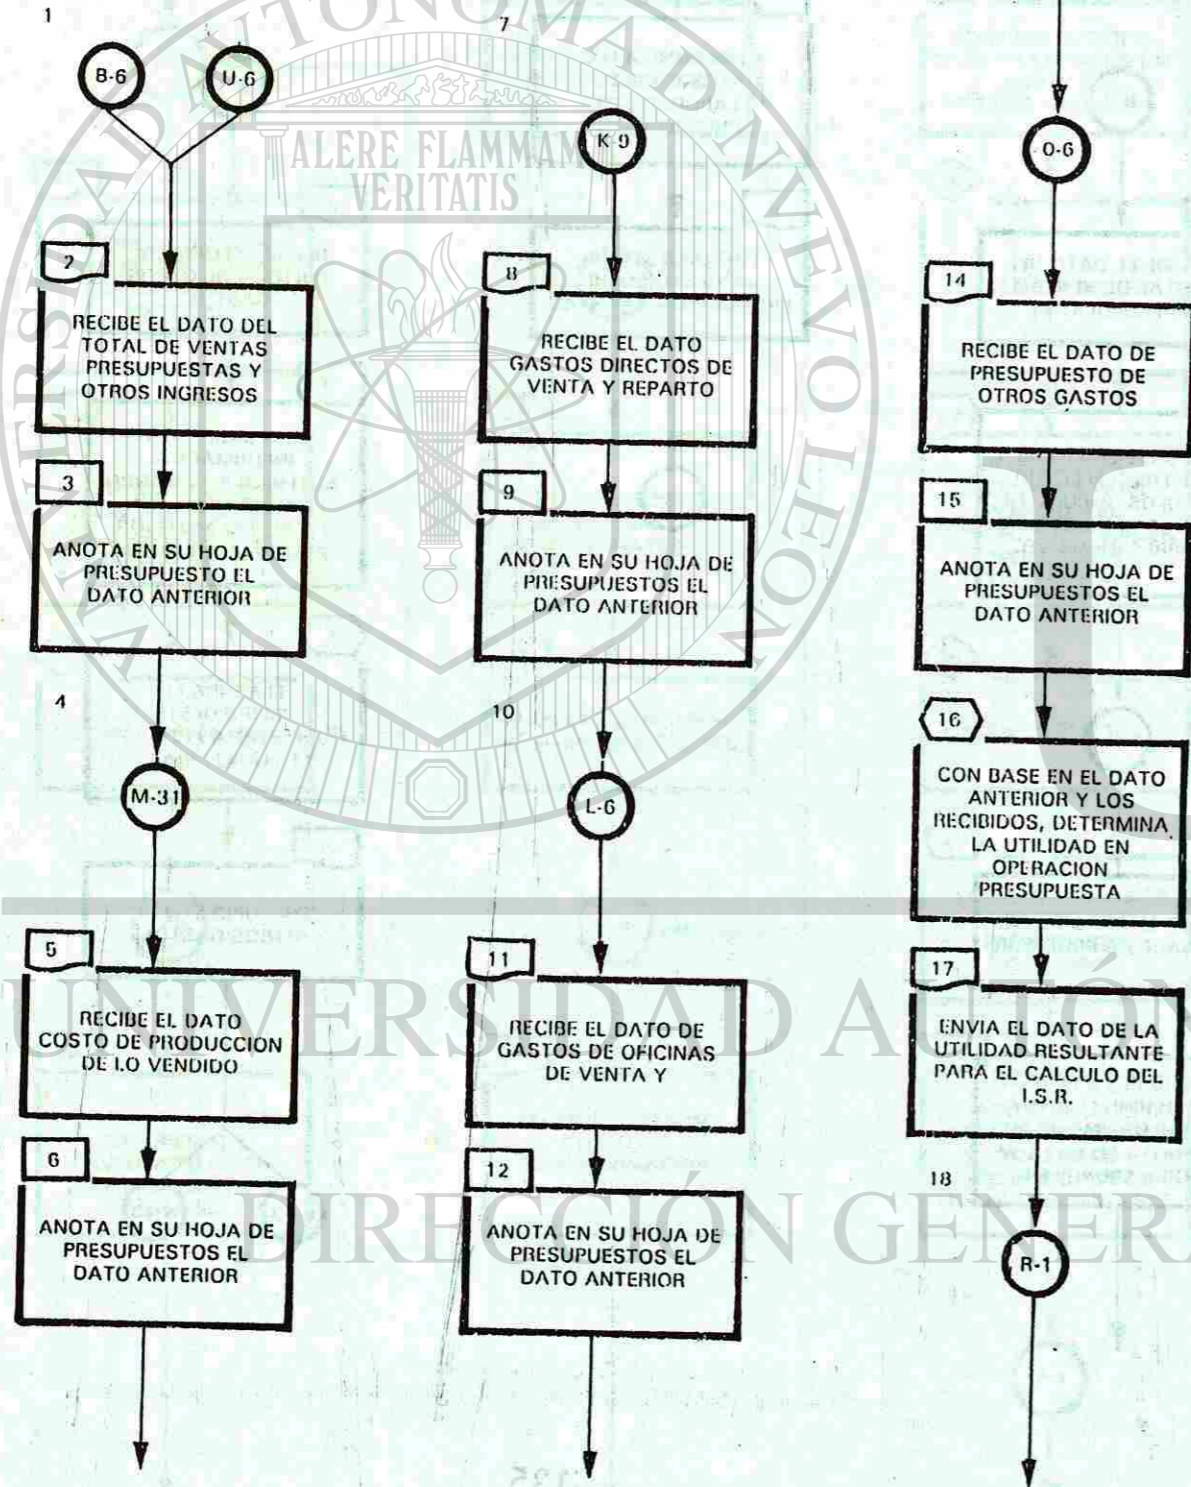 1
B-6
U-6
2
RECIBE EL DATO DEL
TOTAL DE VENTAS
PRESUPUESTAS Y
OTROS INGRESOS
3
ANOTA EN SU HOJA DE
PRESUPUESTO EL
DATO ANTERIOR
4
M-31
5
RECIBE EL DATO
COSTO DE PRODUCCION
DE LO VENDIDO
6
ANOTA EN SU HOJA DE
PRESUPUESTOS EL
DATO ANTERIOR
7
K-9
8
RECIBE EL DATO
GASTOS DIRECTOS DE
VENTA Y REPARTO
9
ANOTA EN SU HOJA DE
PRESUPUESTOS EL
DATO ANTERIOR
10
L-6
11
RECIBE EL DATO DE
GASTOS DE OFICINAS
DE VENTA Y
12
ANOTA EN SU HOJA DE
PRESUPUESTOS EL
DATO ANTERIOR
O-6
14
RECIBE EL DATO DE
PRESUPUESTO DE
OTROS GASTOS
15
ANOTA EN SU HOJA DE
PRESUPUESTOS EL
DATO ANTERIOR
16
CON BASE EN EL DATO
ANTERIOR Y LOS
RECIBIDOS, DETERMINA
LA UTILIDAD EN
OPERACION
PRESUPUESTA
17
ENVIA EL DATO DE LA
UTILIDAD RESULTANTE
PARA EL CALCULO DEL
I.S.R.
18
R-1
UNIVERSIDAD AUTÓNOMA DE NUEVO LEÓN
ALERE FLAMMAM
VERITATIS
UNIVERSIDAD AUTÓN
DIRECCIÓN GENER